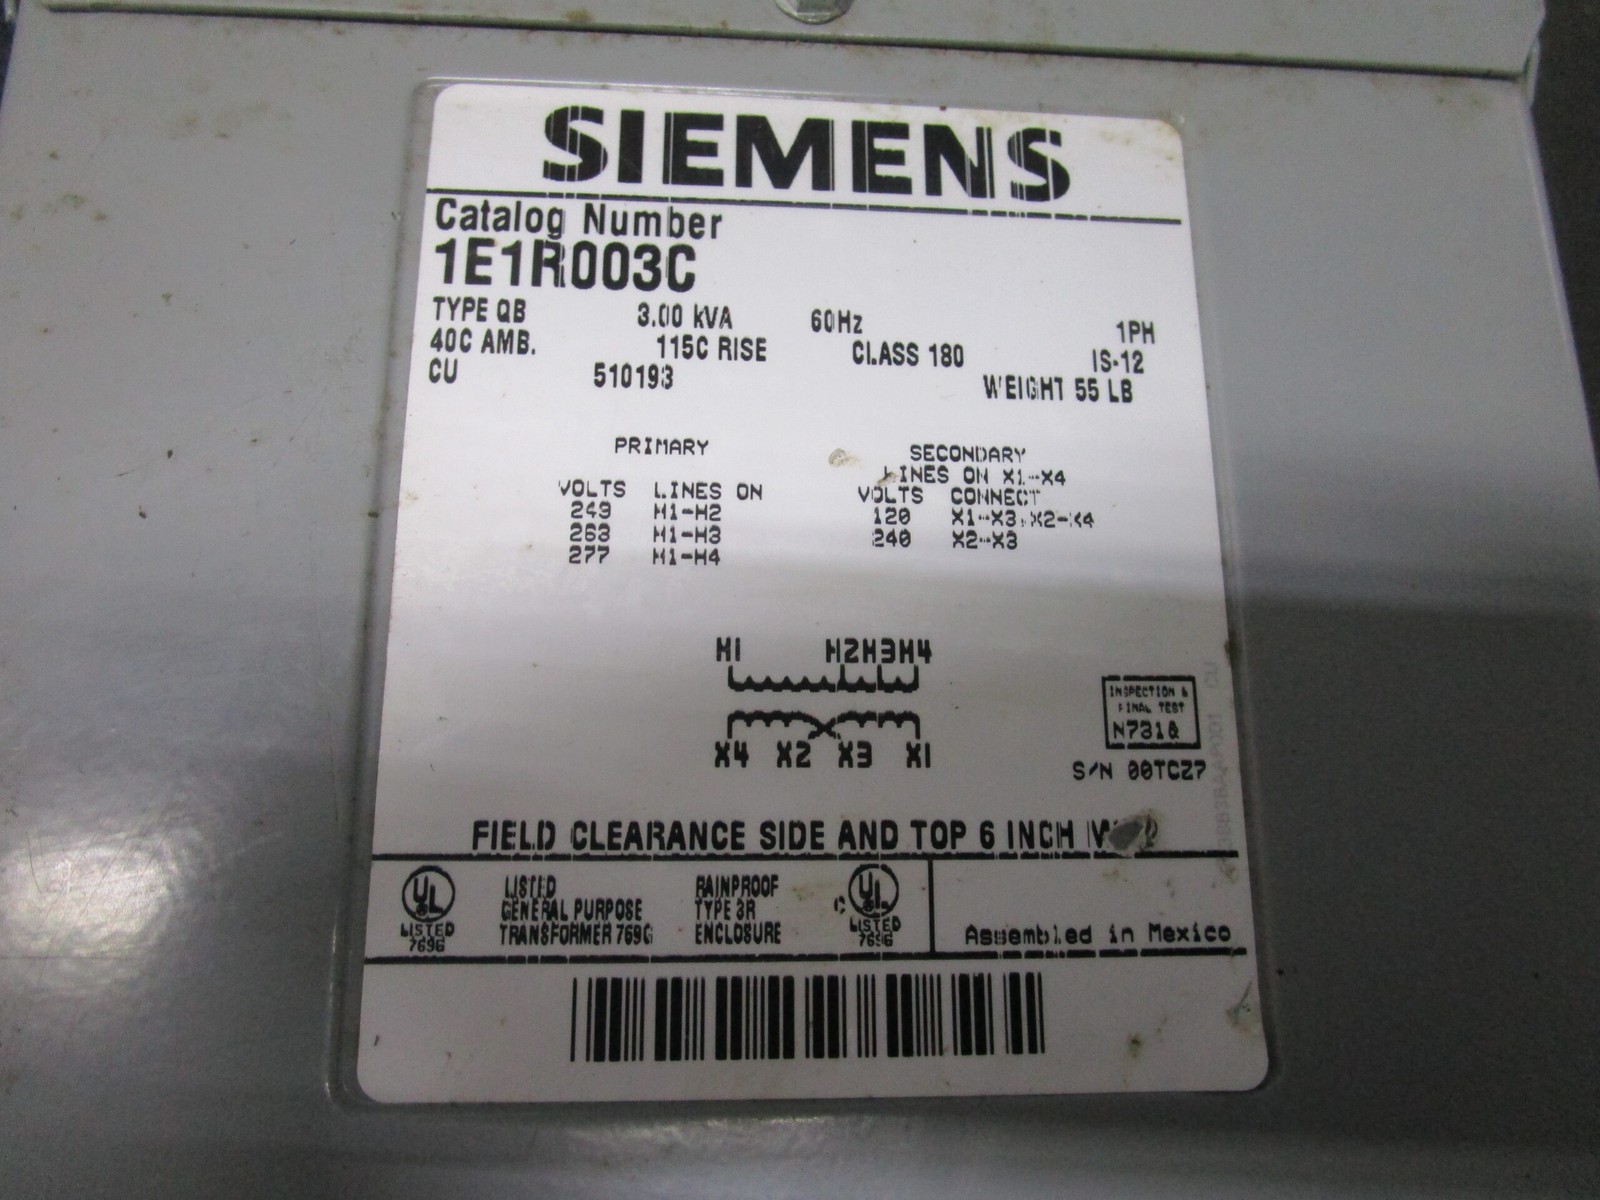 SIEMENS
Catalog Number
1E1R003C
TYPE QB 3.00 kVA 60Hz 1PH
40C AMB. 115C RISE CLASS 180 IS-12
CU 510193 WEIGHT 55 LB
PRIMARY SECONDARY
LINES ON X1-X4
VOLTS LINES ON VOLTS CONNECT
249 H1-H2 120 X1-X3,X2-X4
263 H1-H3 240 X2-X3
277 H1-H4
H1 H2H3H4
X4 X2 X3 X1
INSPECTION &
FINAL TEST
S/N 00TCZ7
CU
FIELD CLEARANCE SIDE AND TOP 6 INCH
UL LISTED RAINPROOF C UL
GENERAL PURPOSE TYPE 3R
LISTED TRANSFORMER 769G ENCLOSURE LISTED Assembled in Mexico
769G 769G